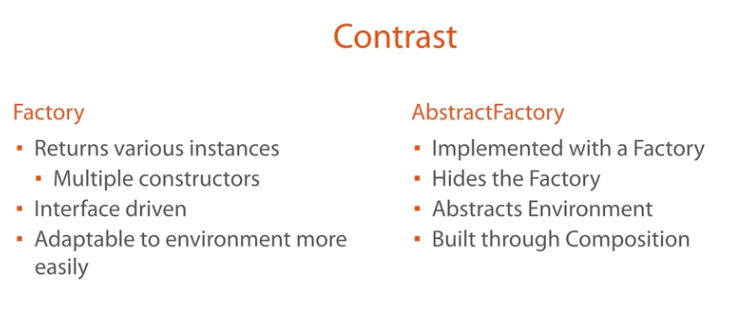 Contrast
Factory
▪ Returns various instances
▪ Multiple constructors
▪ Interface driven
▪ Adaptable to environment more
easily
AbstractFactory
▪ Implemented with a Factory
▪ Hides the Factory
▪ Abstracts Environment
▪ Built through Composition